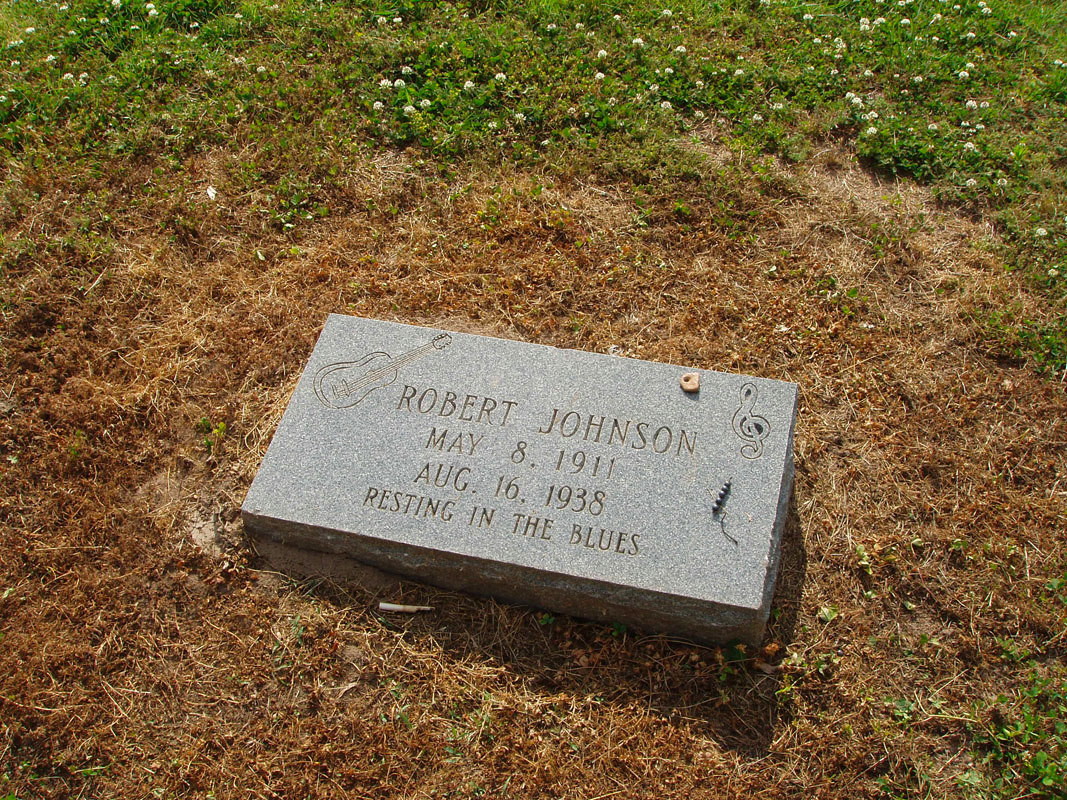 ROBERT JOHNSON
MAY 8, 1911
AUG. 16, 1938
RESTING IN THE BLUES